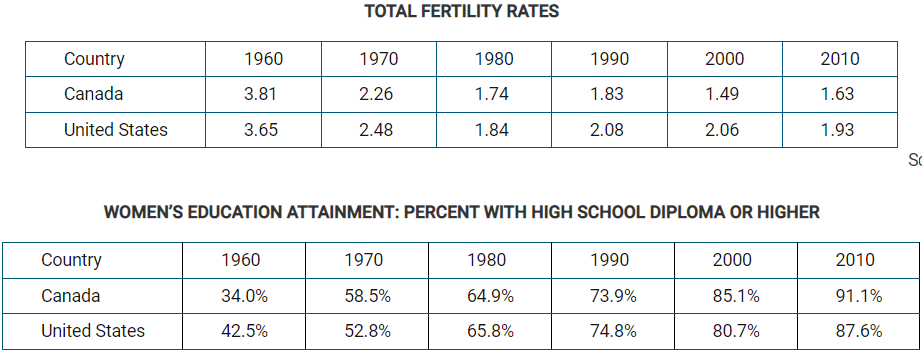 TOTAL FERTILITY RATES
Country 1960 1970 1980 1990 2000 2010
Canada 3.81 2.26 1.74 1.83 1.49 1.63
United States 3.65 2.48 1.84 2.08 2.06 1.93
WOMEN’S EDUCATION ATTAINMENT: PERCENT WITH HIGH SCHOOL DIPLOMA OR HIGHER
Country 1960 1970 1980 1990 2000 2010
Canada 34.0% 58.5% 64.9% 73.9% 85.1% 91.1%
United States 42.5% 52.8% 65.8% 74.8% 80.7% 87.6%